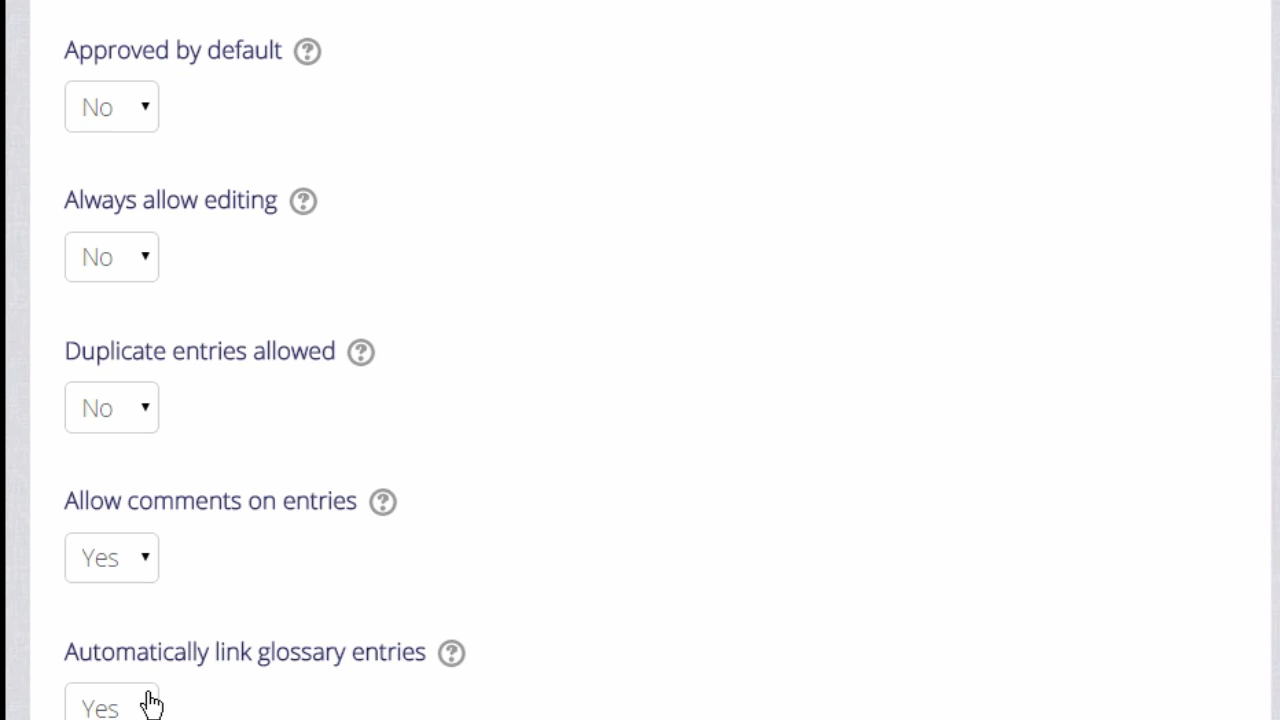 Approved by default ?
No
Always allow editing ?
No
Duplicate entries allowed ?
No
Allow comments on entries ?
Yes
Automatically link glossary entries ?
Yes